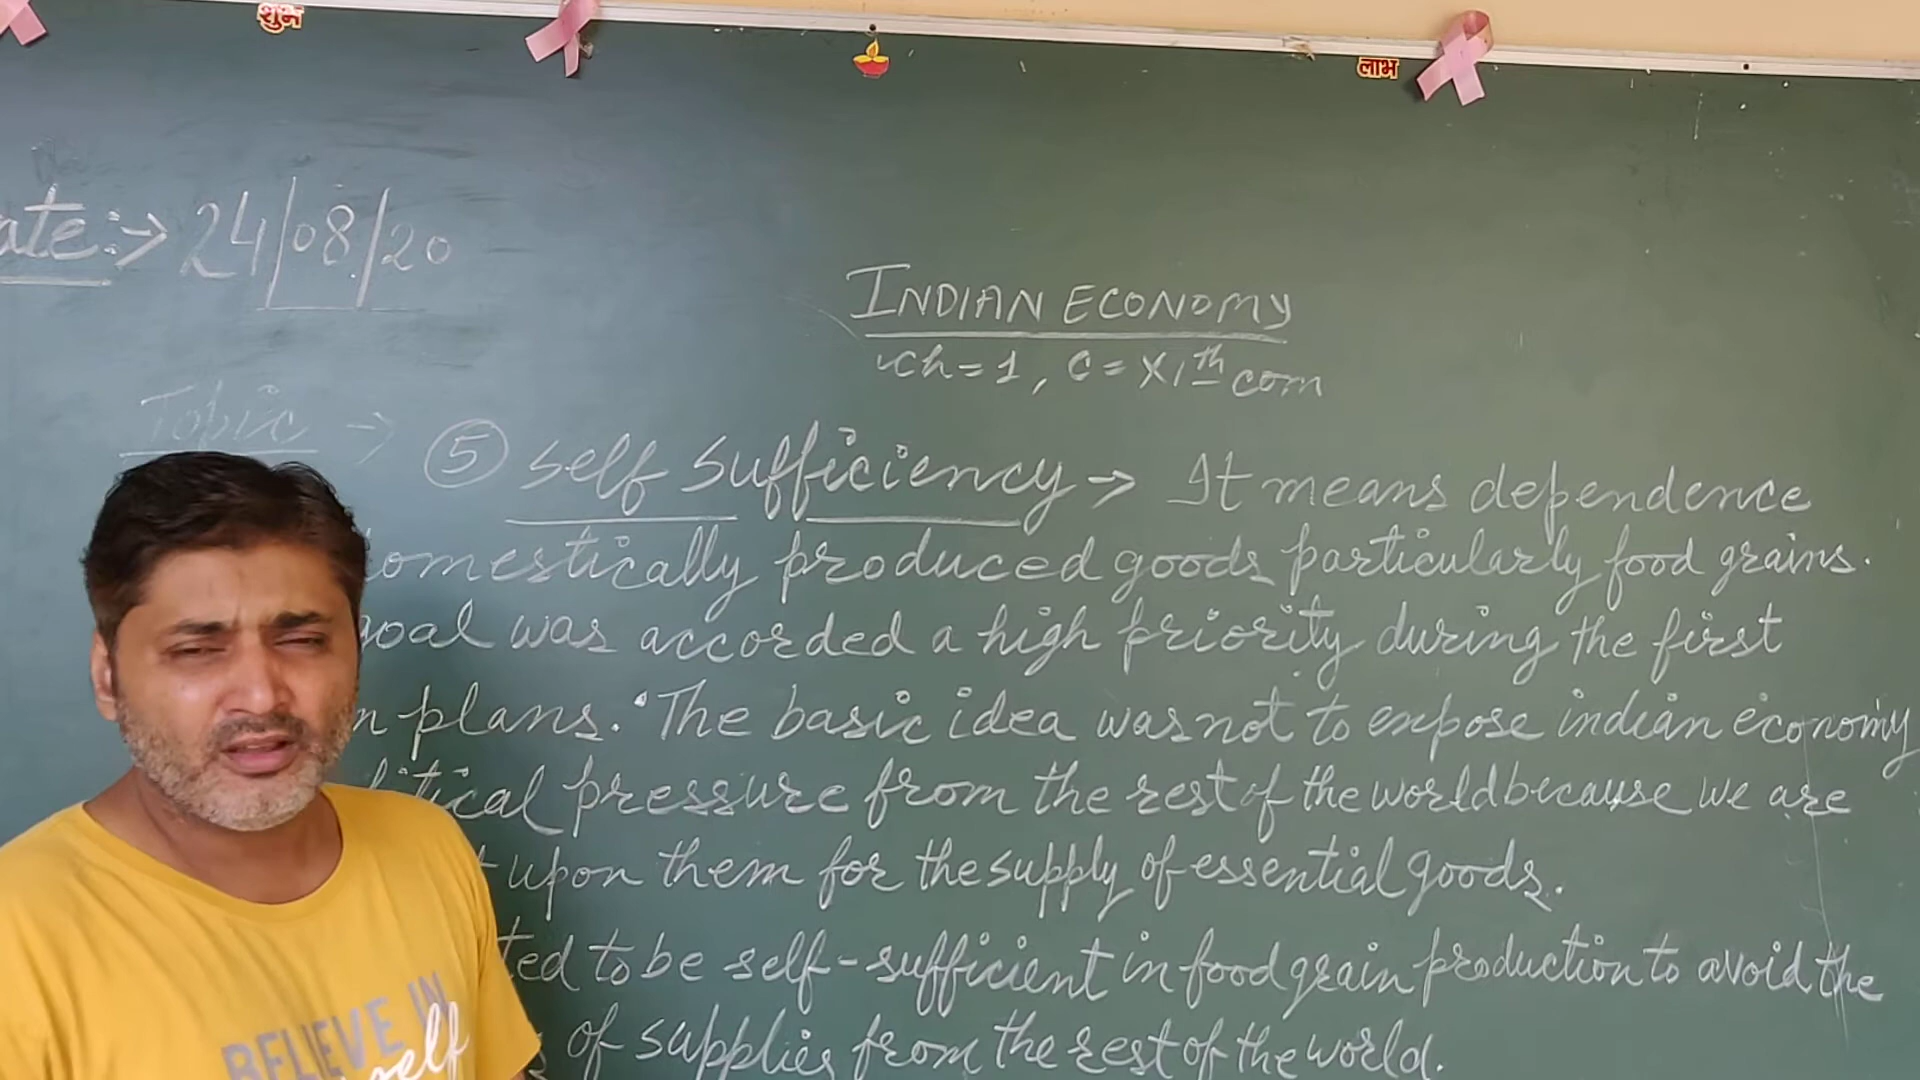 शुभ
लाभ
ate:→ 24/08/20
INDIAN ECONOMY
Ch=1, C=XIth com
Topic →
⑤ Self Sufficiency → It means dependence
omestically produced goods particularly food grains.
goal was accorded a high priority during the first
n plans. The basic idea was not to expose indian economy
litical pressure from the rest of the world because we are
t upon them for the supply of essential goods.
ted to be self-sufficient in food grain production to avoid the
of supplies from the rest of the world.
BELIEVE IN
self